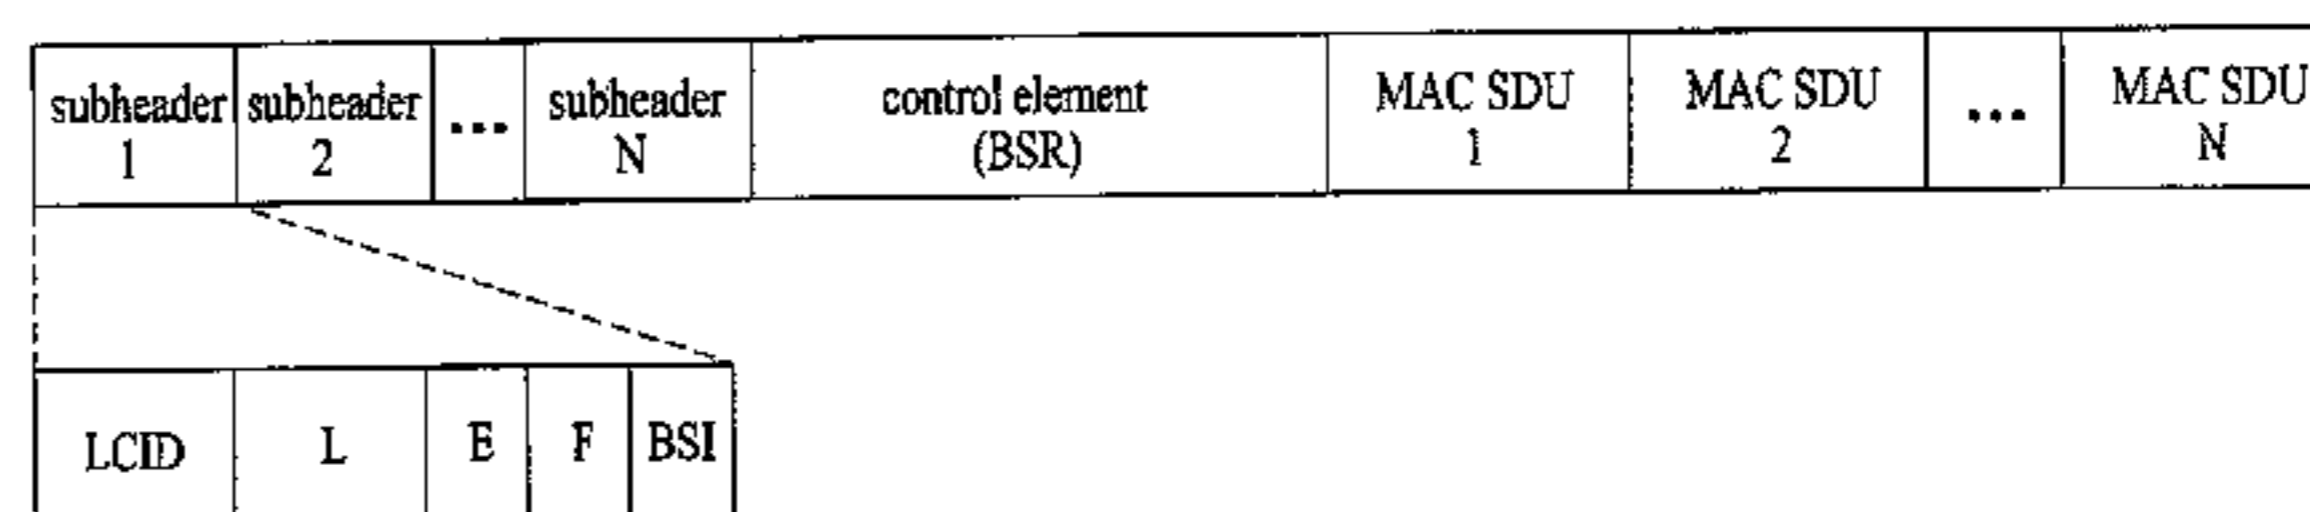 subheader
1
subheader
2
...
subheader
N
control element
(BSR)
MAC SDU
1
MAC SDU
2
...
MAC SDU
N
LCID
L
E
F
BSI